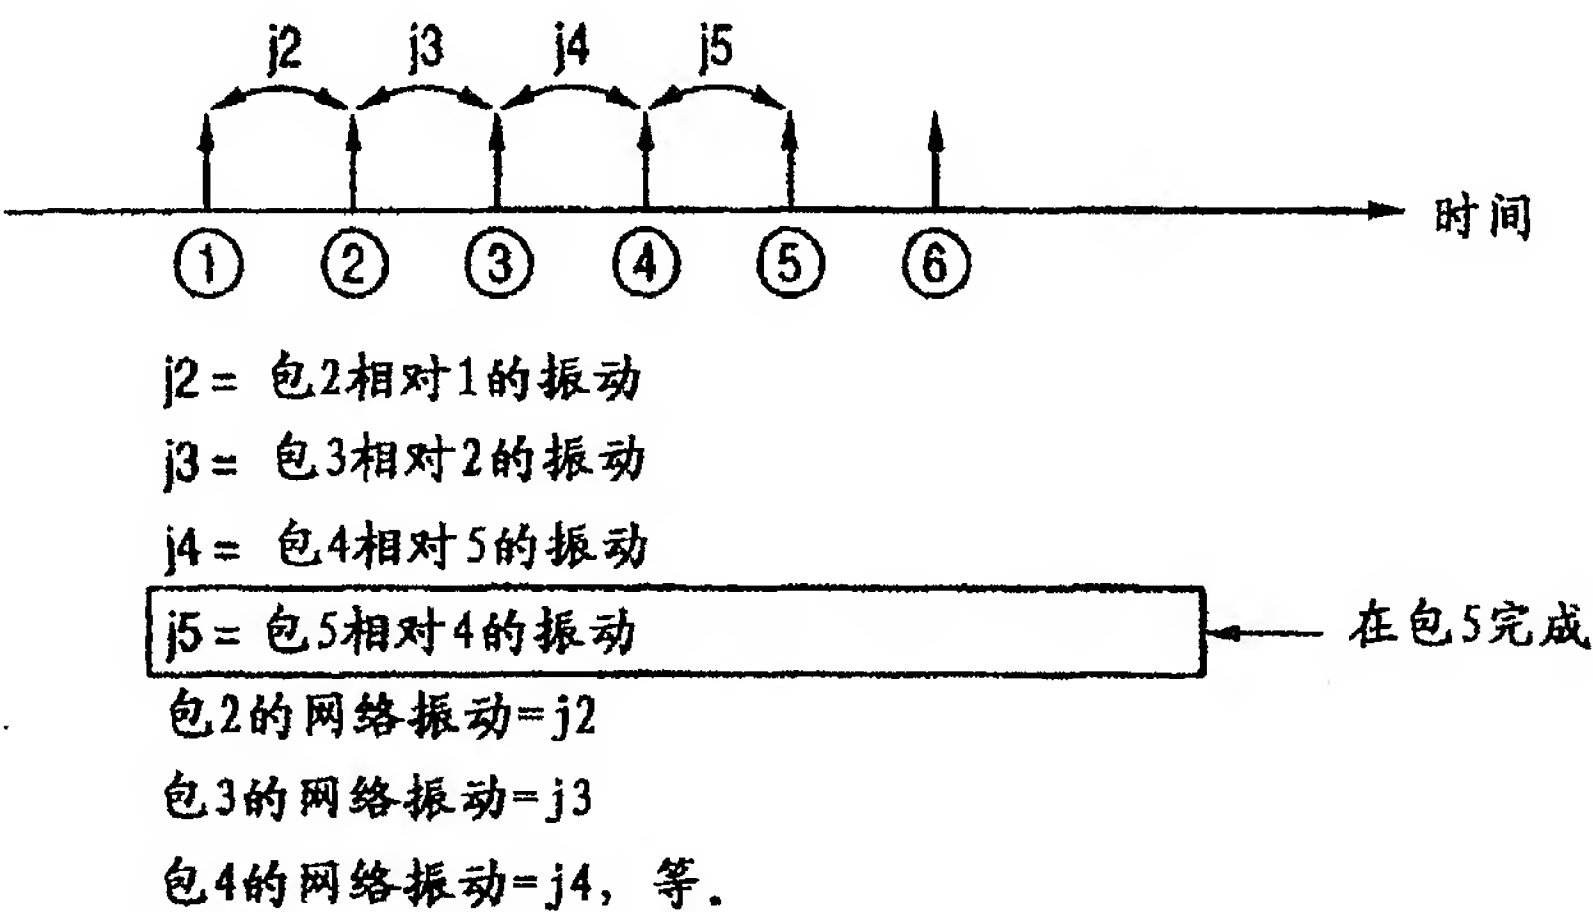 j2 j3 j4 j5
时间
① ② ③ ④ ⑤ ⑥
j2= 包2相对1的振动
j3= 包3相对2的振动
j4= 包4相对5的振动
j5= 包5相对4的振动
在包5完成
包2的网络振动=j2
包3的网络振动=j3
包4的网络振动=j4, 等.